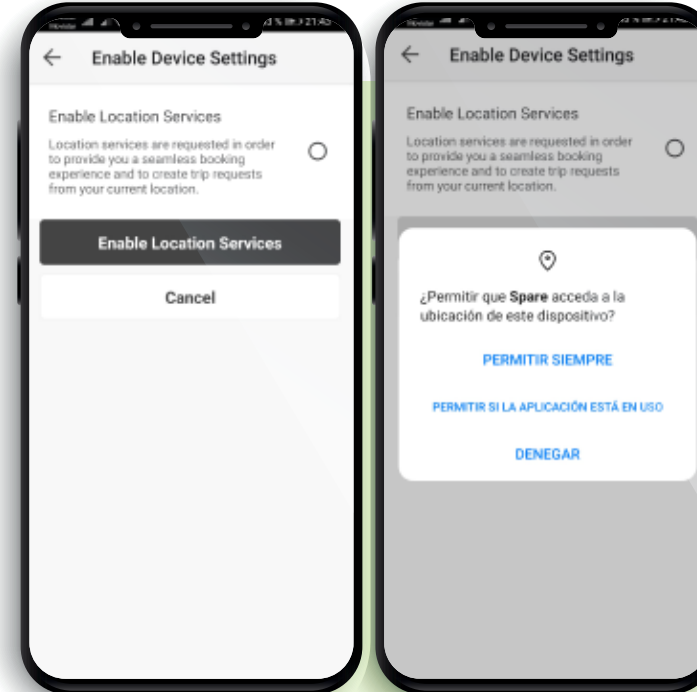 21:43
Enable Device Settings
Enable Location Services
Location services are requested in order
to provide you a seamless booking
experience and to create trip requests
from your current location.
Enable Location Services
Cancel
Enable Device Settings
Enable Location Services
Location services are requested in order
to provide you a seamless booking
experience and to create trip requests
from your current location.
¿Permitir que Spare acceda a la
ubicación de este dispositivo?
PERMITIR SIEMPRE
PERMITIR SI LA APLICACIÓN ESTÁ EN USO
DENEGAR